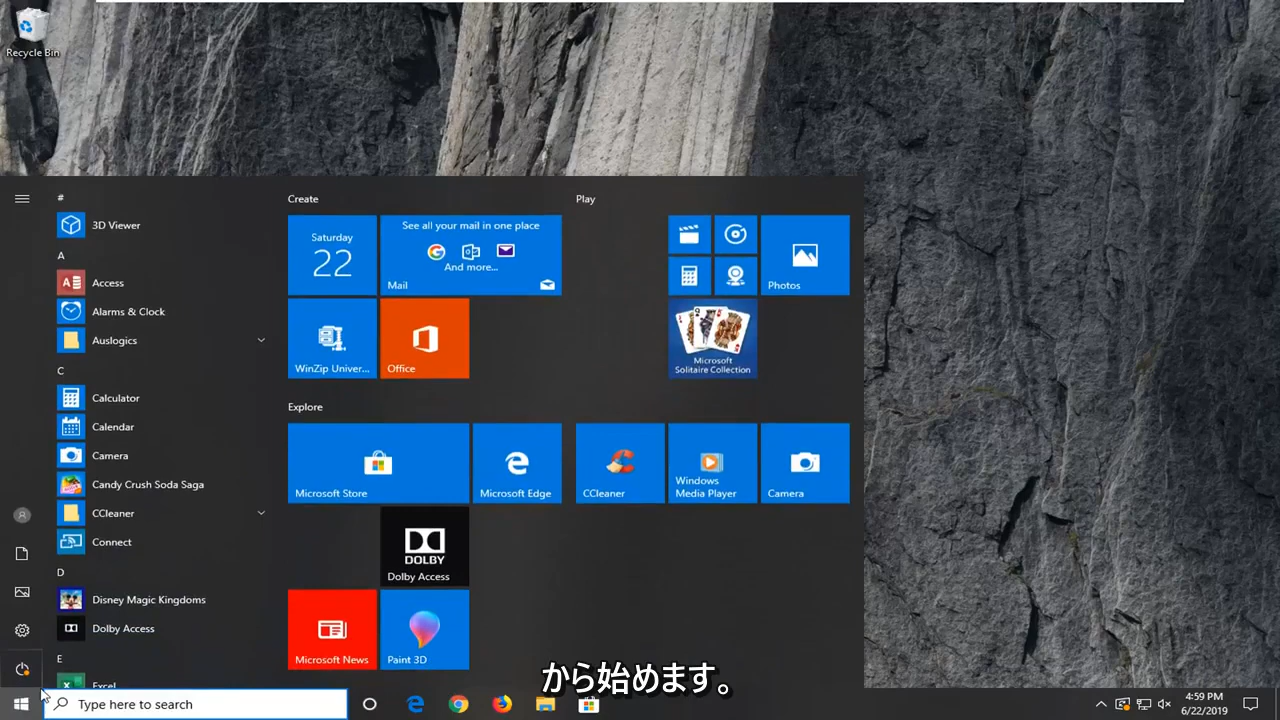 Recycle Bin
#
3D Viewer
A
Access
Alarms & Clock
Auslogics
C
Calculator
Calendar
Camera
Candy Crush Soda Saga
CCleaner
Connect
D
Disney Magic Kingdoms
Dolby Access
E
Excel
Create
Saturday
22
See all your mail in one place
And more...
Mail
WinZip Univer...
Office
Explore
Microsoft Store
Microsoft Edge
DOLBY
Dolby Access
Microsoft News
Paint 3D
Play
Photos
Microsoft
Solitaire Collection
CCleaner
Windows
Media Player
Camera
から始めます。
Type here to search
4:59 PM
6/22/2019